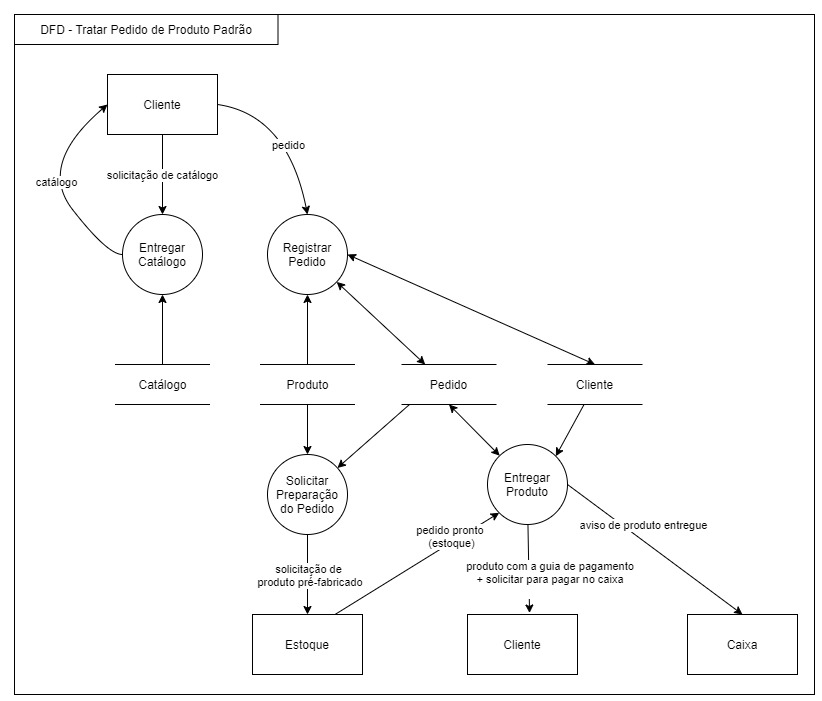 DFD - Tratar Pedido de Produto Padrão
Cliente
pedido
solicitação de catálogo
catálogo
Entregar
Catálogo
Registrar
Pedido
Catálogo
Produto
Pedido
Cliente
Solicitar
Preparação
do Pedido
Entregar
Produto
aviso de produto entregue
pedido pronto
(estoque)
solicitação de
produto pré-fabricado
produto com a guia de pagamento
+ solicitar para pagar no caixa
Estoque
Cliente
Caixa